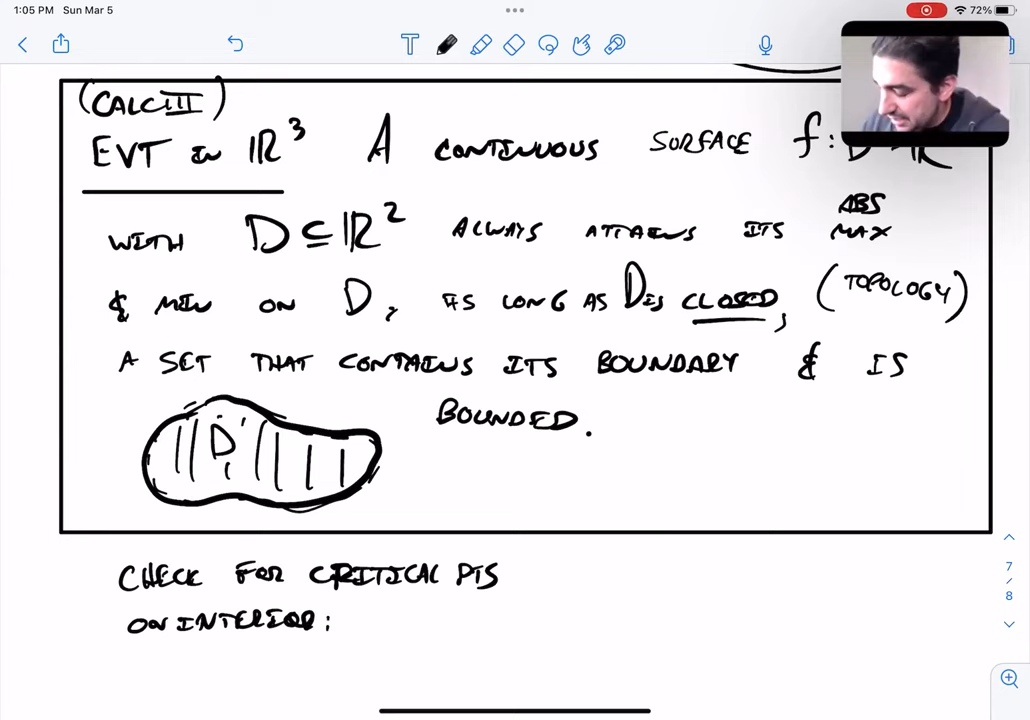 1:05 PM Sun Mar 5
72%
(CALC III)
EVT IN ℝ³ A CONTINUOUS SURFACE f: D
WITH D ⊆ ℝ² ALWAYS ATTAINS ITS ABS MAX
& MIN ON D, AS LONG AS D IS CLOSED, (TOPOLOGY)
A SET THAT CONTAINS ITS BOUNDARY & IS
BOUNDED.
D
CHECK FOR CRITICAL PTS
ON INTERIOR:
7
8